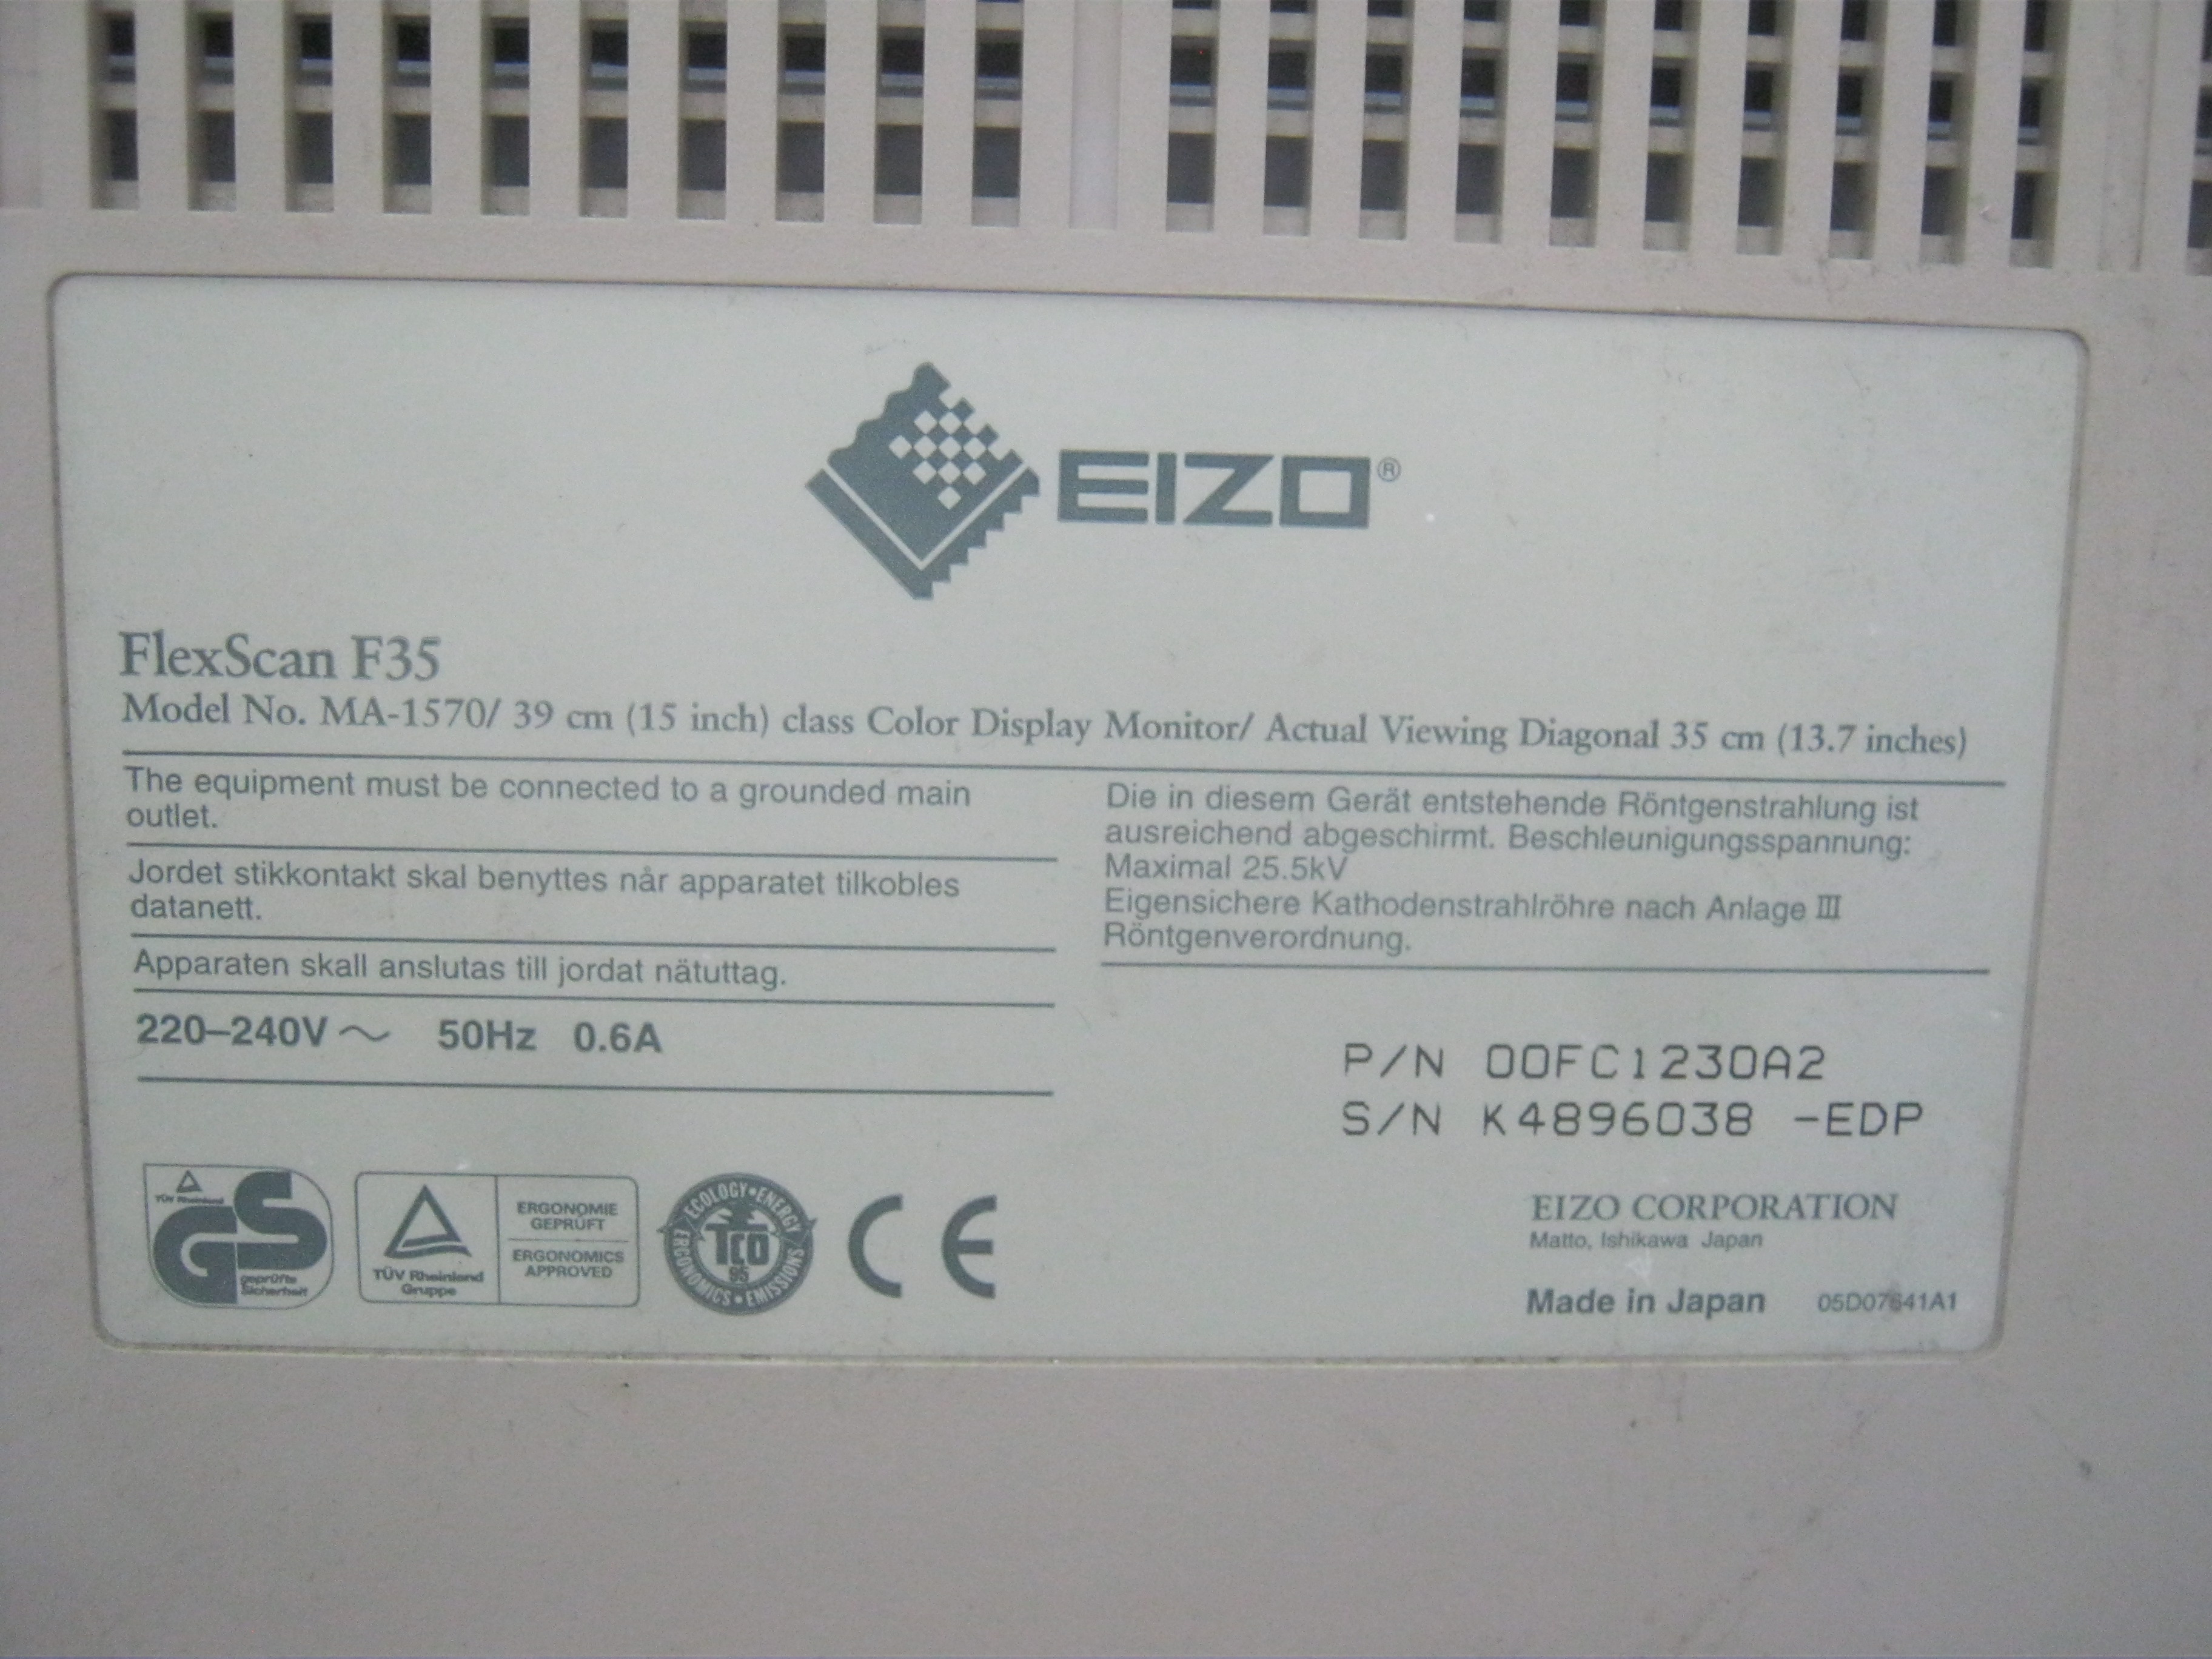 EIZO®
FlexScan F35
Model No. MA-1570/ 39 cm (15 inch) class Color Display Monitor/ Actual Viewing Diagonal 35 cm (13.7 inches)
The equipment must be connected to a grounded main
outlet.
Jordet stikkontakt skal benyttes når apparatet tilkobles
datanett.
Apparaten skall anslutas till jordat nätuttag.
220–240V ~ 50Hz 0.6A
Die in diesem Gerät entstehende Röntgenstrahlung ist
ausreichend abgeschirmt. Beschleunigungsspannung:
Maximal 25.5kV
Eigensichere Kathodenstrahlröhre nach Anlage III
Röntgenverordnung.
P/N 00FC1230A2
S/N K4896038 -EDP
TÜV Rheinland
GS
geprüfte
Sicherheit
TÜV Rheinland
Gruppe
ERGONOMIE
GEPRÜFT
ERGONOMICS
APPROVED
ECOLOGY • ENERGY
TCO
95
ERGONOMICS • EMISSIONS
CE
EIZO CORPORATION
Matto, Ishikawa Japan
Made in Japan 05D07641A1